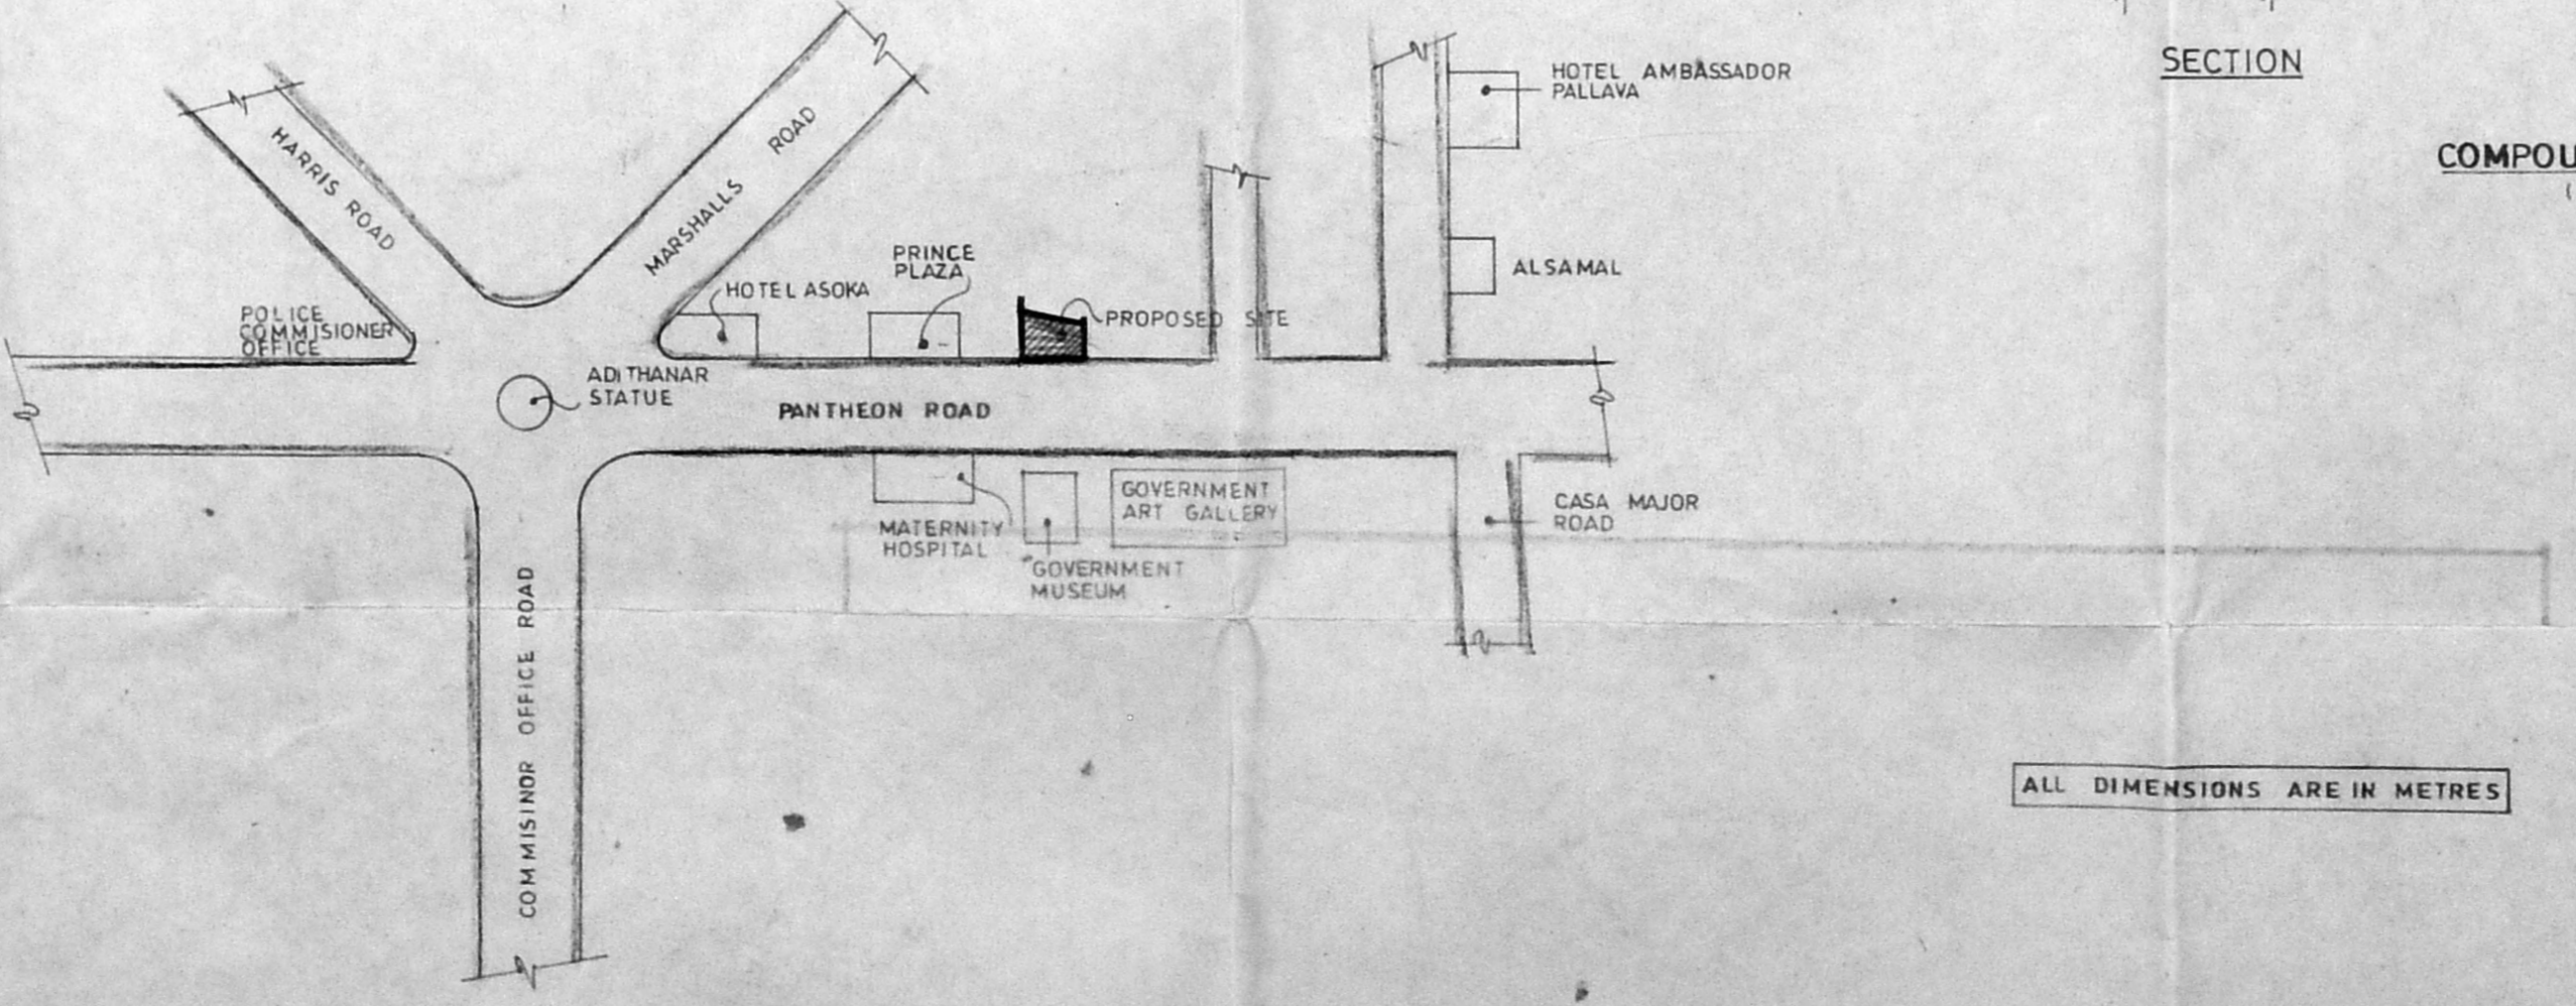 SECTION
HOTEL AMBASSADOR
PALLAVA
COMPOU
HARRIS ROAD
MARSHALLS ROAD
PRINCE
PLAZA
HOTEL ASOKA
ALSAMAL
POLICE
COMMISIONER
OFFICE
PROPOSED SITE
ADITHANAR
STATUE
PANTHEON ROAD
GOVERNMENT
ART GALLERY
CASA MAJOR
ROAD
MATERNITY
HOSPITAL
GOVERNMENT
MUSEUM
COMMISINOR OFFICE ROAD
ALL DIMENSIONS ARE IN METRES